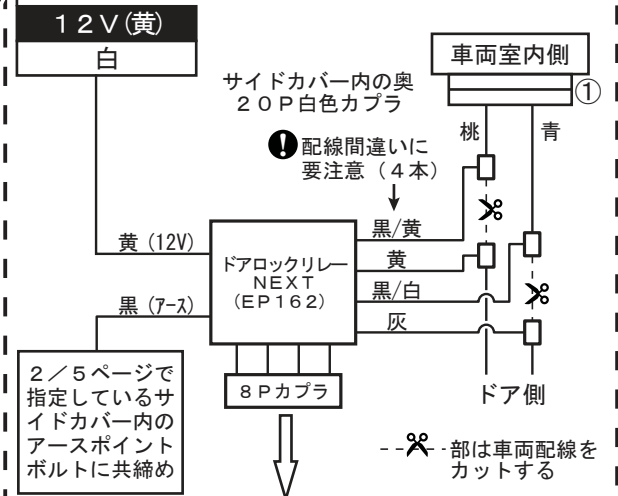 １２Ｖ(黄)
白
サイドカバー内の奥
２０Ｐ白色カプラ
配線間違いに
要注意（４本）
車両室内側
①
桃
青
黄 (12V)
黒 (ｱｰｽ)
ドアロックリレー
ＮＥＸＴ
(ＥＰ１６２)
黒/黄
黄
黒/白
灰
８Ｐカプラ
ドア側
２／５ページで
指定しているサ
イドカバー内の
アースポイント
ボルトに共締め
部は車両配線を
カットする